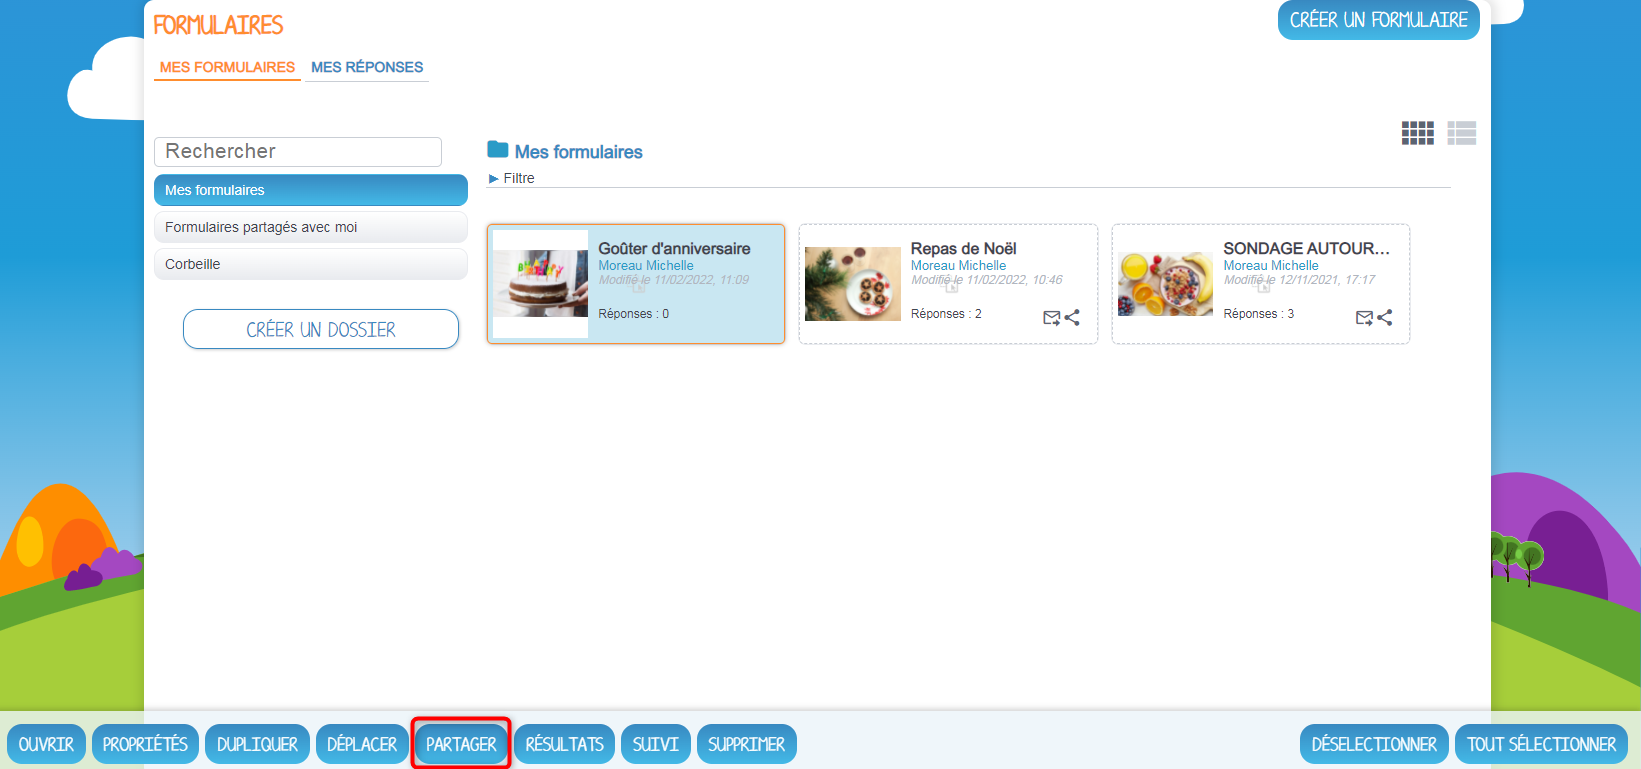 FORMULAIRES
CRÉER UN FORMULAIRE
MES FORMULAIRES
MES RÉPONSES
Rechercher
Mes formulaires
Formulaires partagés avec moi
Corbeille
CRÉER UN DOSSIER
Mes formulaires
Filtre
Goûter d'anniversaire
Moreau Michelle
Modifié le 11/02/2022, 11:09
Réponses : 0
Repas de Noël
Moreau Michelle
Modifié le 11/02/2022, 10:46
Réponses : 2
SONDAGE AUTOUR...
Moreau Michelle
Modifié le 12/11/2021, 17:17
Réponses : 3
OUVRIR
PROPRIÉTÉS
DUPLIQUER
DÉPLACER
PARTAGER
RÉSULTATS
SUIVI
SUPPRIMER
DÉSELECTIONNER
TOUT SÉLECTIONNER